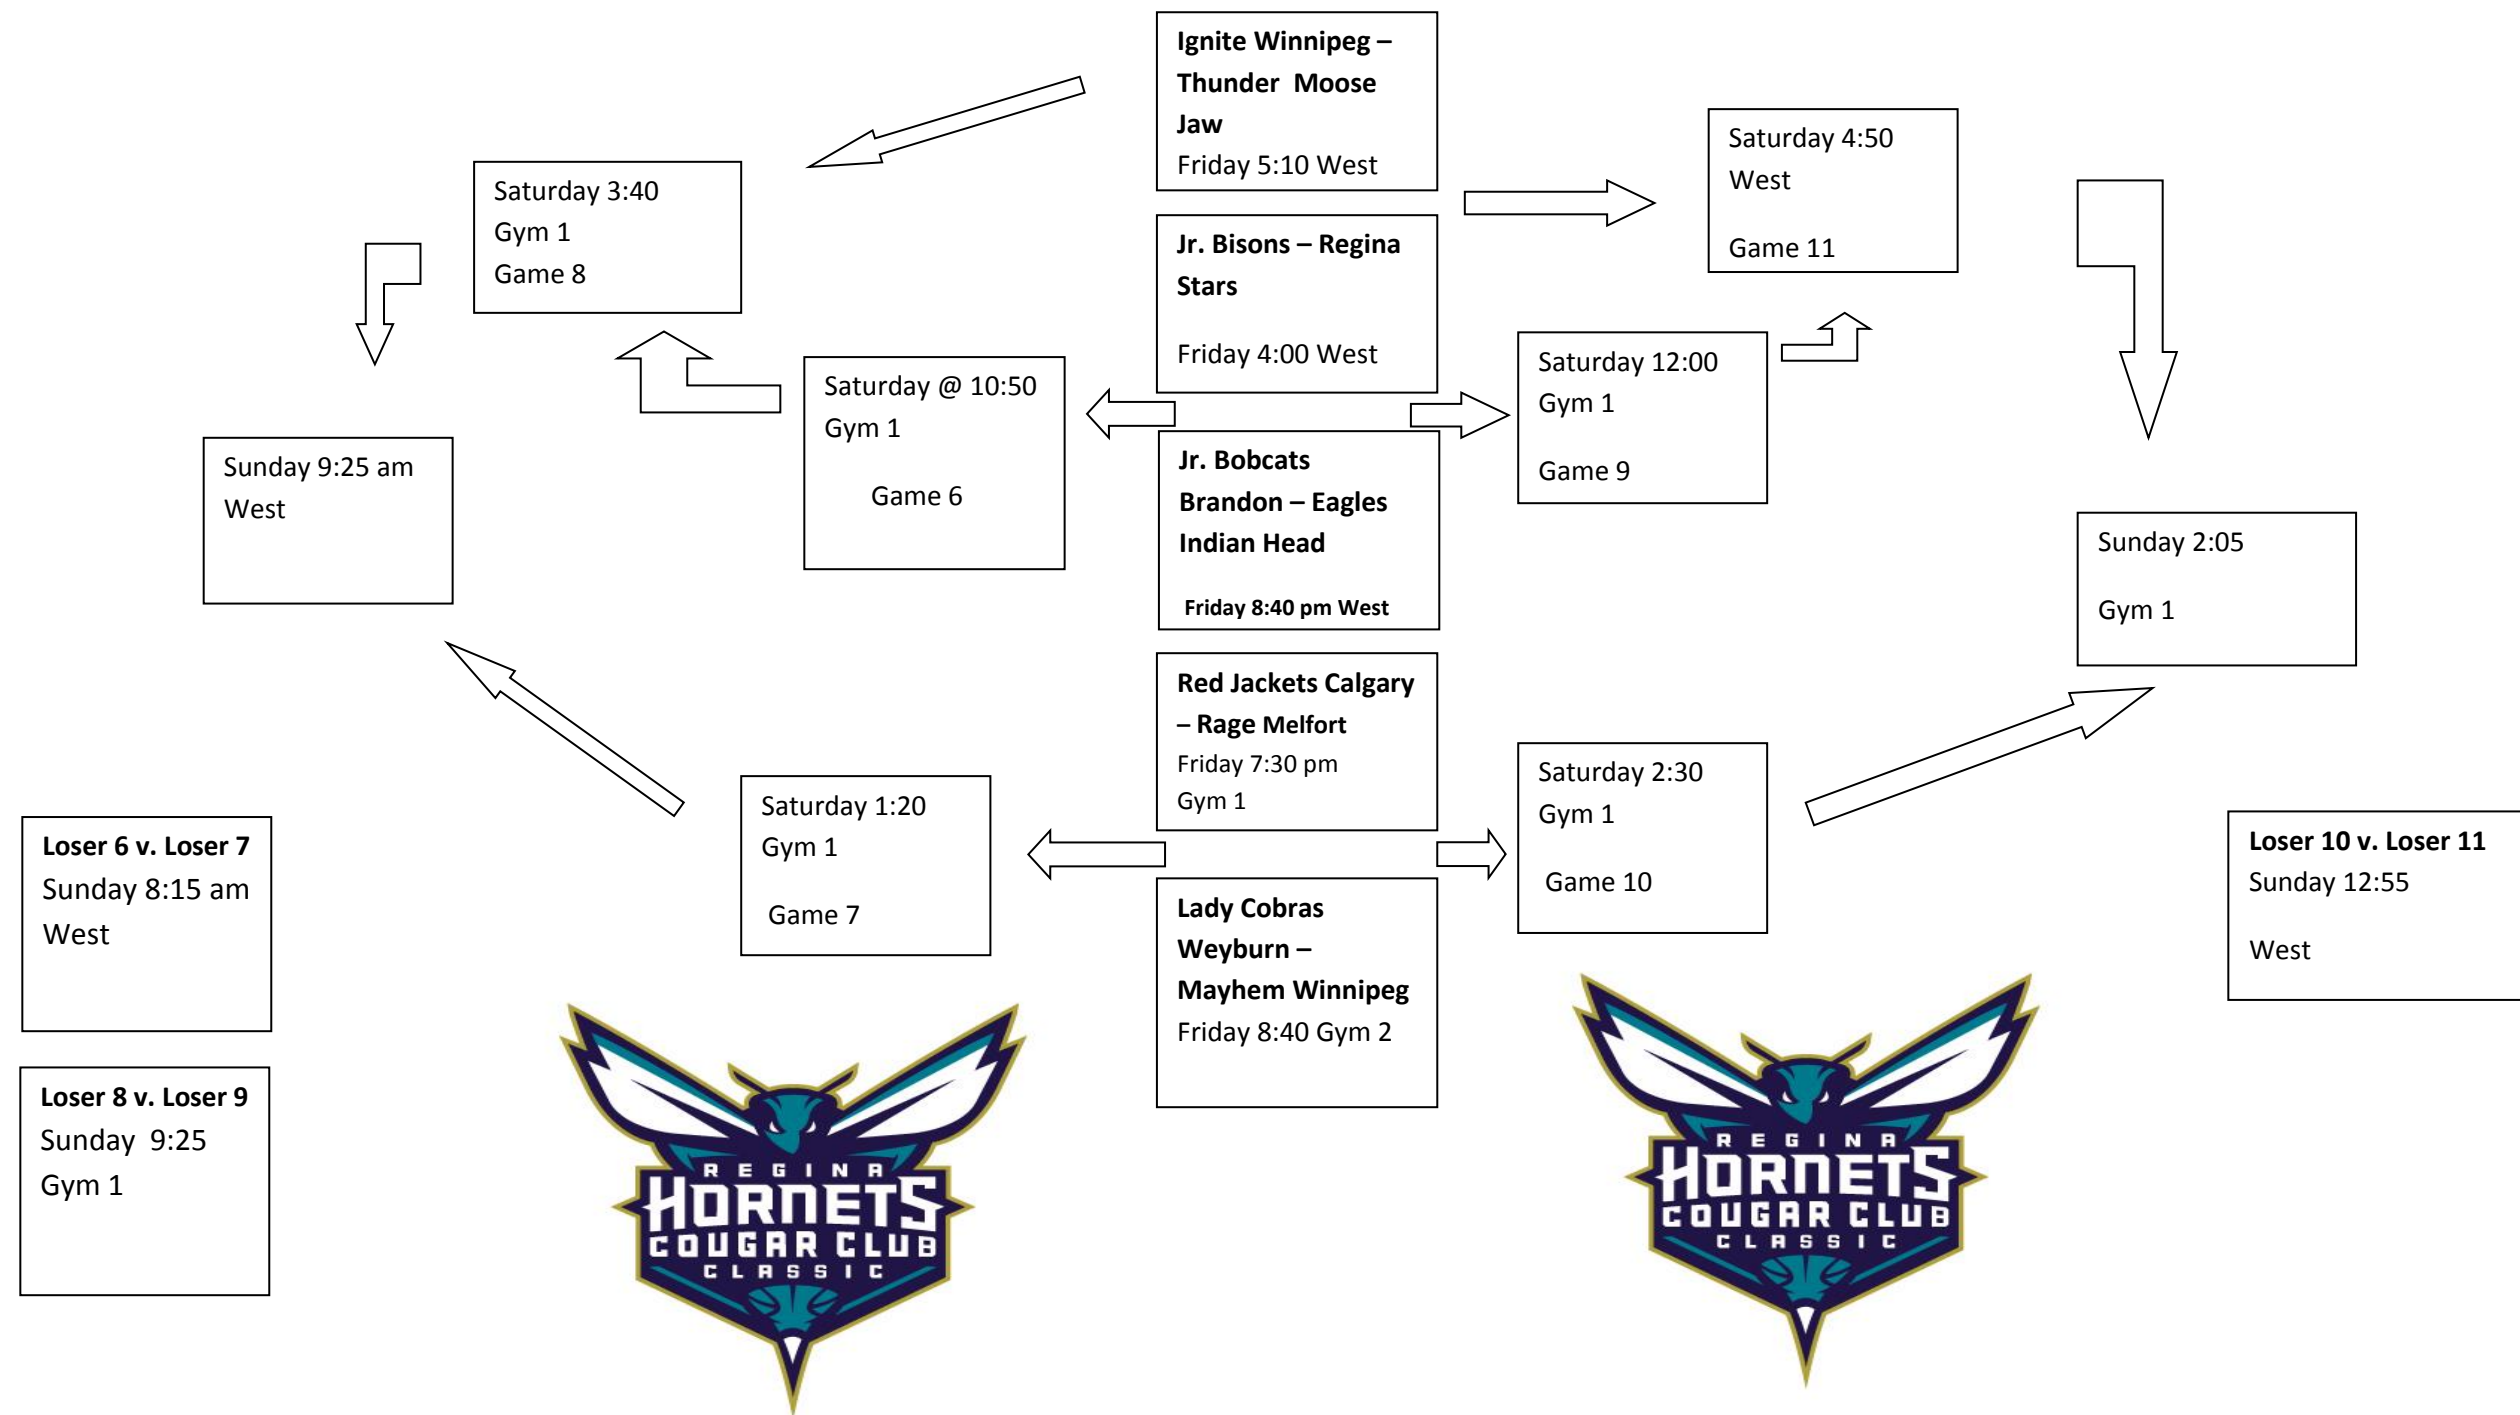 Ignite Winnipeg –
Thunder  Moose
Jaw
Friday 5:10 West
Saturday 4:50
West
Game 11
Saturday 3:40
Gym 1
Game 8
Jr. Bisons – Regina
Stars
Friday 4:00 West
Saturday @ 10:50
Gym 1
Game 6
Saturday 12:00
Gym 1
Game 9
Sunday 9:25 am
West
Jr. Bobcats
Brandon – Eagles
Indian Head
Friday 8:40 pm West
Sunday 2:05
Gym 1
Red Jackets Calgary
– Rage Melfort
Friday 7:30 pm
Gym 1
Saturday 1:20
Gym 1
Game 7
Saturday 2:30
Gym 1
Game 10
Loser 6 v. Loser 7
Sunday 8:15 am
West
Lady Cobras
Weyburn –
Mayhem Winnipeg
Friday 8:40 Gym 2
Loser 10 v. Loser 11
Sunday 12:55
West
Loser 8 v. Loser 9
Sunday  9:25
Gym 1
REGINA
HORNETS
COUGAR CLUB
CLASSIC
REGINA
HORNETS
COUGAR CLUB
CLASSIC